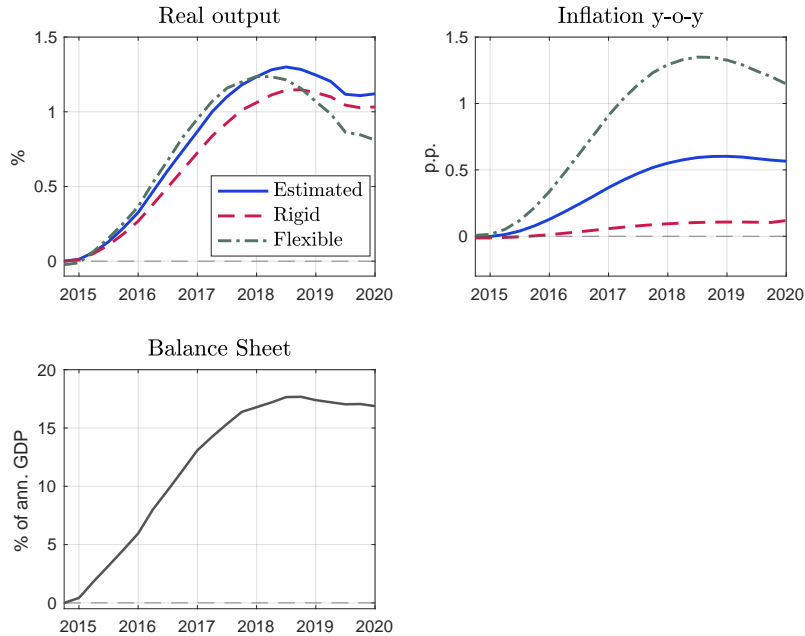 Real output
1.5
1
0.5
0
%
Estimated
Rigid
Flexible
2015 2016 2017 2018 2019 2020
Inflation y-o-y
1.5
1
0.5
0
p.p.
2015 2016 2017 2018 2019 2020
Balance Sheet
20
15
10
5
0
% of ann. GDP
2015 2016 2017 2018 2019 2020